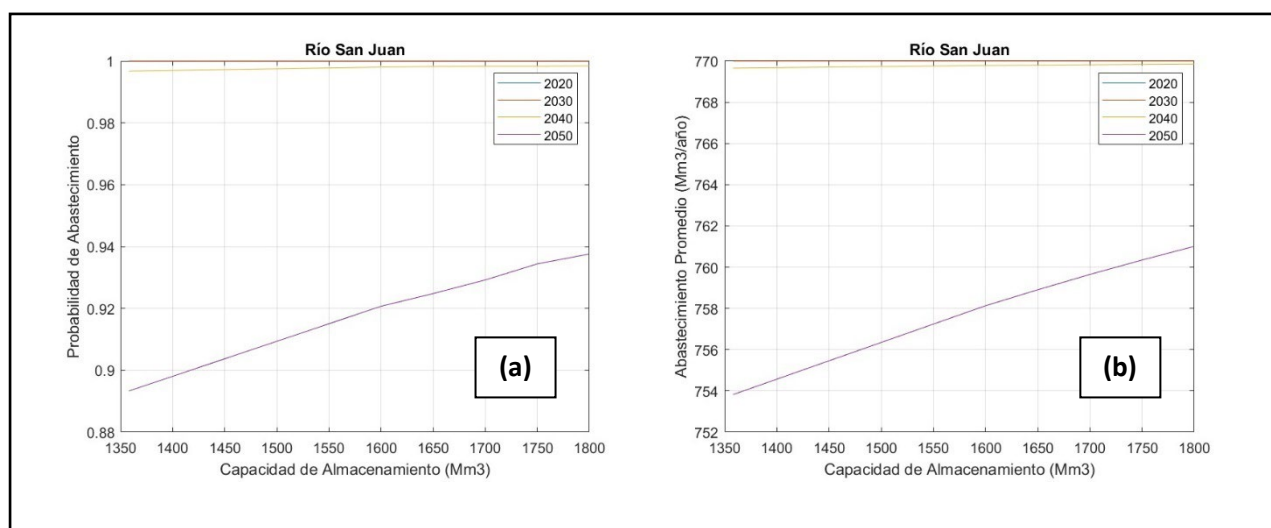 Río San Juan
1
0.98
0.96
0.94
0.92
0.9
0.88
Probabilidad de Abastecimiento
2020
2030
2040
2050
(a)
1350 1400 1450 1500 1550 1600 1650 1700 1750 1800
Capacidad de Almacenamiento (Mm3)
Río San Juan
770
768
766
764
762
760
758
756
754
752
Abastecimiento Promedio (Mm3/año)
2020
2030
2040
2050
(b)
1350 1400 1450 1500 1550 1600 1650 1700 1750 1800
Capacidad de Almacenamiento (Mm3)